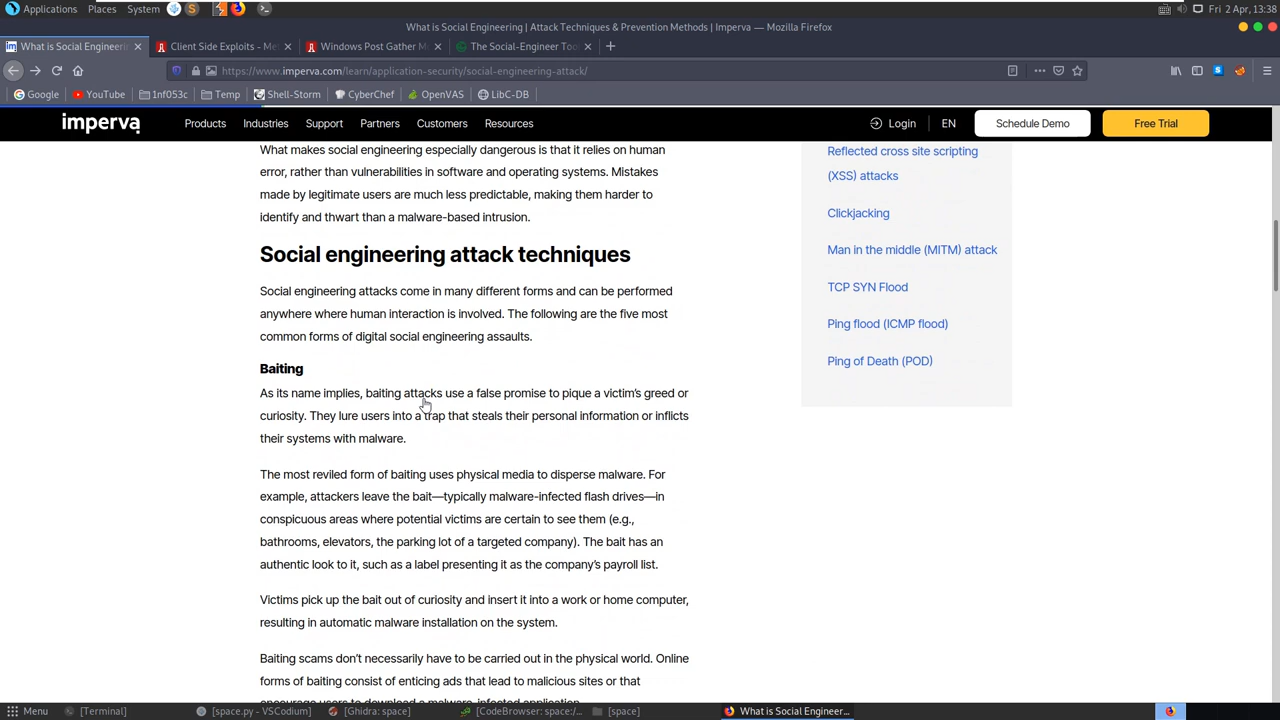 Applications Places System Fri 2 Apr, 13:38
What is Social Engineering | Attack Techniques & Prevention Methods | Imperva — Mozilla Firefox
What is Social Engineeri Client Side Exploits - Me Windows Post Gather M The Social-Engineer Too
https://www.imperva.com/learn/application-security/social-engineering-attack/
Google YouTube 1nf053c Temp Shell-Storm CyberChef OpenVAS LibC-DB
imperva Products Industries Support Partners Customers Resources Login EN Schedule Demo Free Trial
What makes social engineering especially dangerous is that it relies on human
error, rather than vulnerabilities in software and operating systems. Mistakes
made by legitimate users are much less predictable, making them harder to
identify and thwart than a malware-based intrusion.
Social engineering attack techniques
Social engineering attacks come in many different forms and can be performed
anywhere where human interaction is involved. The following are the five most
common forms of digital social engineering assaults.
Baiting
As its name implies, baiting attacks use a false promise to pique a victim's greed or
curiosity. They lure users into a trap that steals their personal information or inflicts
their systems with malware.
The most reviled form of baiting uses physical media to disperse malware. For
example, attackers leave the bait—typically malware-infected flash drives—in
conspicuous areas where potential victims are certain to see them (e.g.,
bathrooms, elevators, the parking lot of a targeted company). The bait has an
authentic look to it, such as a label presenting it as the company's payroll list.
Victims pick up the bait out of curiosity and insert it into a work or home computer,
resulting in automatic malware installation on the system.
Baiting scams don't necessarily have to be carried out in the physical world. Online
forms of baiting consist of enticing ads that lead to malicious sites or that
encourage users to download a malware-infected application.
Reflected cross site scripting
(XSS) attacks
Clickjacking
Man in the middle (MITM) attack
TCP SYN Flood
Ping flood (ICMP flood)
Ping of Death (POD)
Menu [Terminal] [space.py - VSCodium] [Ghidra: space] [CodeBrowser: space:/... [space] What is Social Engineer...